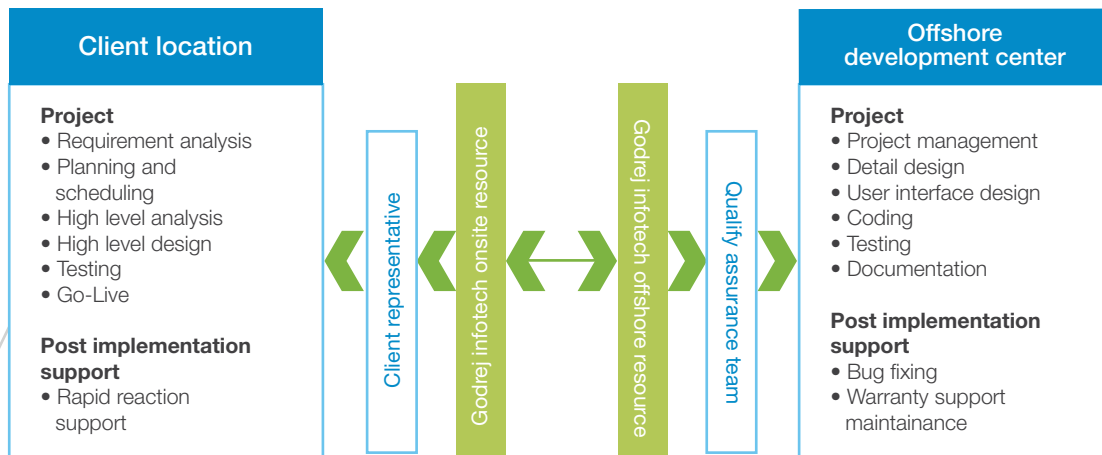 Client location
Project
• Requirement analysis
• Planning and
scheduling
• High level analysis
• High level design
• Testing
• Go-Live
Post implementation
support
• Rapid reaction
support
Client representative
Godrej infotech onsite resource
Godrej infotech offshore resource
Qualify assurance team
Offshore
development center
Project
• Project management
• Detail design
• User interface design
• Coding
• Testing
• Documentation
Post implementation
support
• Bug fixing
• Warranty support
maintainance